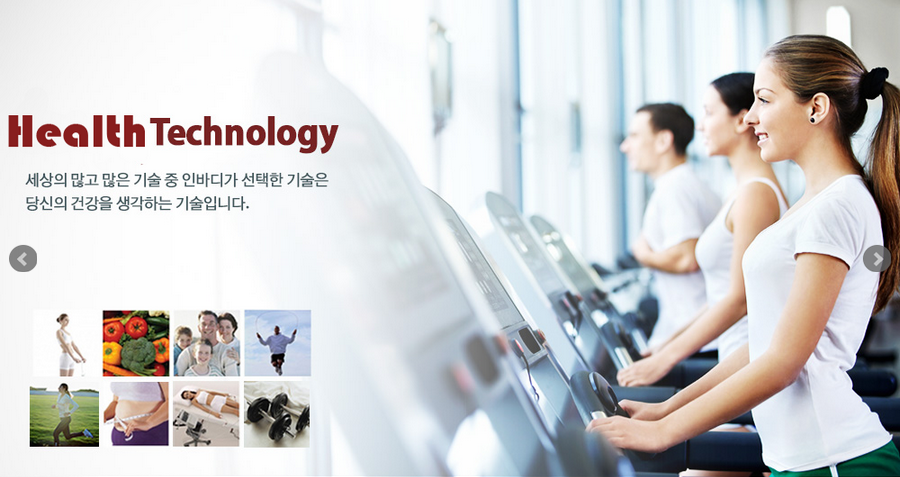 Health Technology
세상의 많고 많은 기술 중 인바디가 선택한 기술은
당신의 건강을 생각하는 기술입니다.